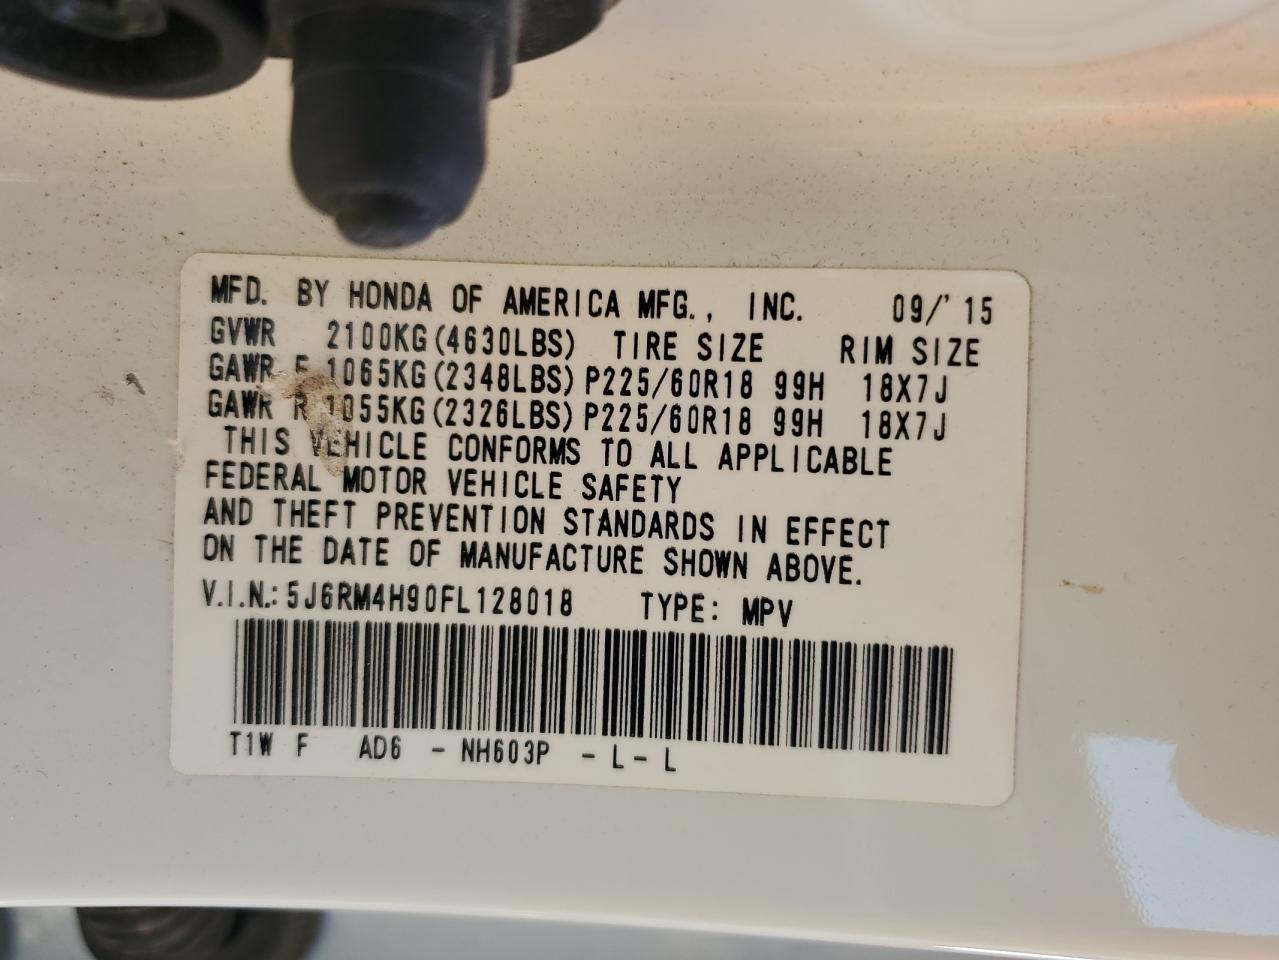 MFD. BY HONDA OF AMERICA MFG., INC. 09/'15
GVWR 2100KG(4630LBS) TIRE SIZE RIM SIZE
GAWR F 1065KG(2348LBS) P225/60R18 99H 18X7J
GAWR R 1055KG(2326LBS) P225/60R18 99H 18X7J
THIS VEHICLE CONFORMS TO ALL APPLICABLE
FEDERAL MOTOR VEHICLE SAFETY
AND THEFT PREVENTION STANDARDS IN EFFECT
ON THE DATE OF MANUFACTURE SHOWN ABOVE.
V.I.N.: 5J6RM4H90FL128018 TYPE: MPV
T1W F AD6 - NH603P - L - L